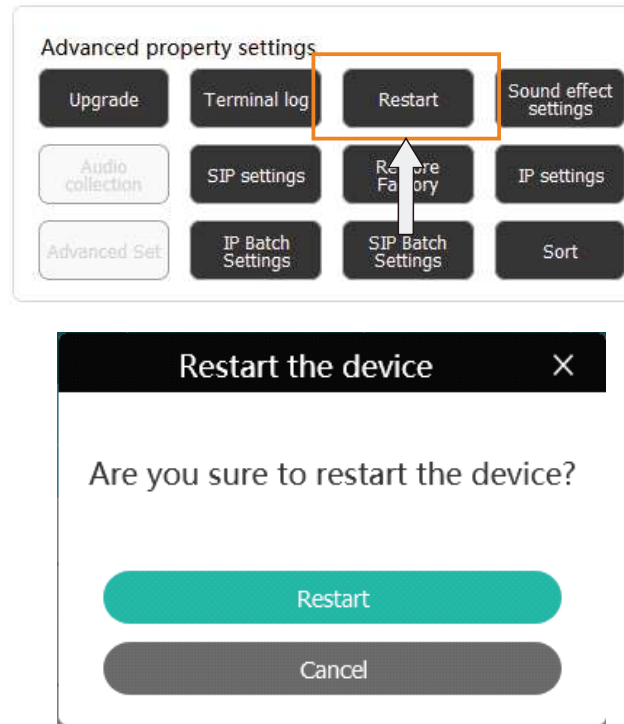 Advanced property settings
Upgrade
Terminal log
Restart
Sound effect
settings
Audio
collection
SIP settings
Restore
Factory
IP settings
Advanced Set
IP Batch
Settings
SIP Batch
Settings
Sort
Restart the device
Are you sure to restart the device?
Restart
Cancel